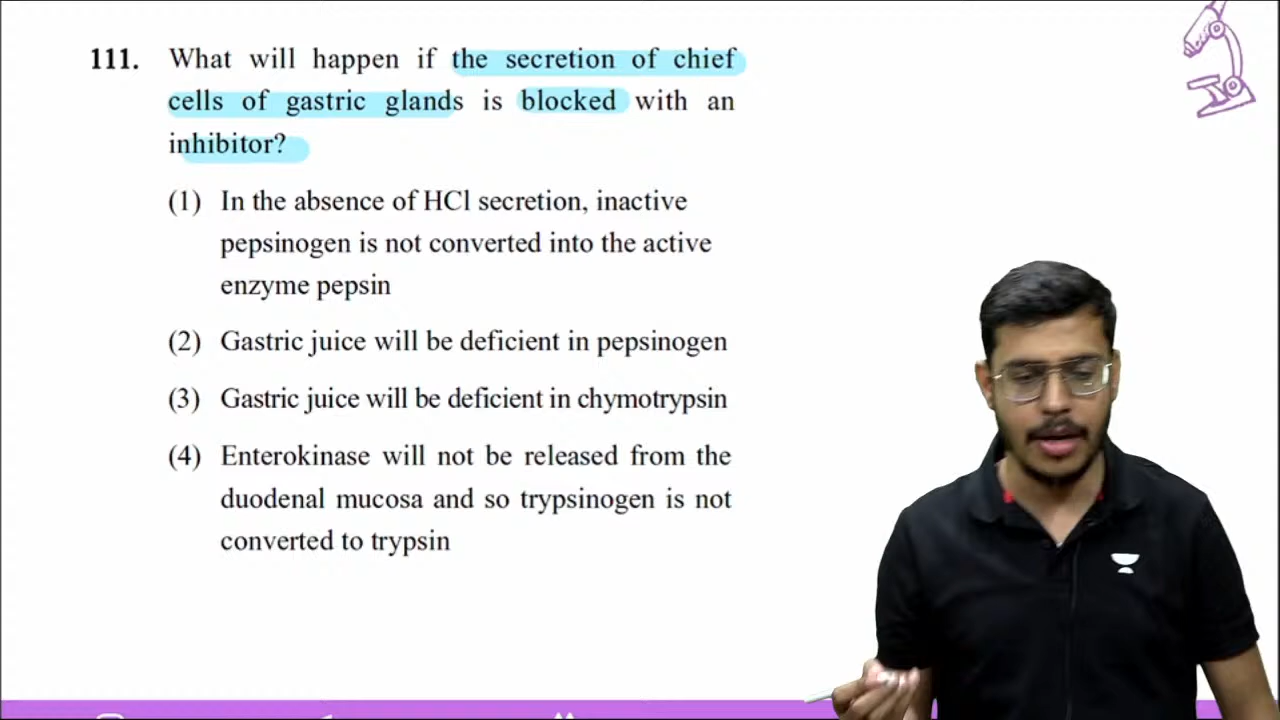 111. What will happen if the secretion of chief
cells of gastric glands is blocked with an
inhibitor?
(1) In the absence of HCl secretion, inactive
pepsinogen is not converted into the active
enzyme pepsin
(2) Gastric juice will be deficient in pepsinogen
(3) Gastric juice will be deficient in chymotrypsin
(4) Enterokinase will not be released from the
duodenal mucosa and so trypsinogen is not
converted to trypsin